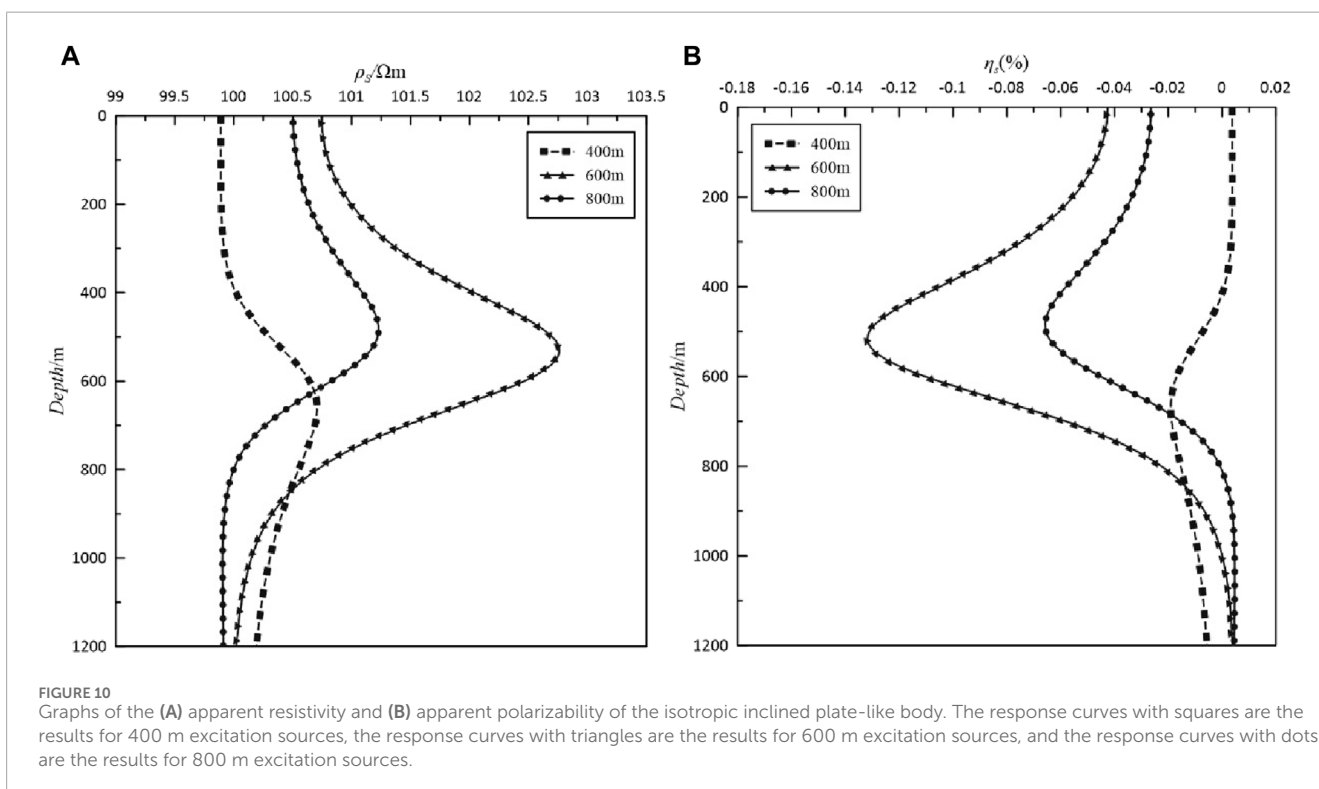 A
ρs/Ωm
99 99.5 100 100.5 101 101.5 102 102.5 103 103.5
0
200
400
600
800
1000
1200
Depth/m
400m
600m
800m
B
ηs(%)
-0.18 -0.16 -0.14 -0.12 -0.1 -0.08 -0.06 -0.04 -0.02 0 0.02
0
200
400
600
800
1000
1200
Depth/m
400m
600m
800m
FIGURE 10
Graphs of the (A) apparent resistivity and (B) apparent polarizability of the isotropic inclined plate-like body. The response curves with squares are the
results for 400 m excitation sources, the response curves with triangles are the results for 600 m excitation sources, and the response curves with dots
are the results for 800 m excitation sources.